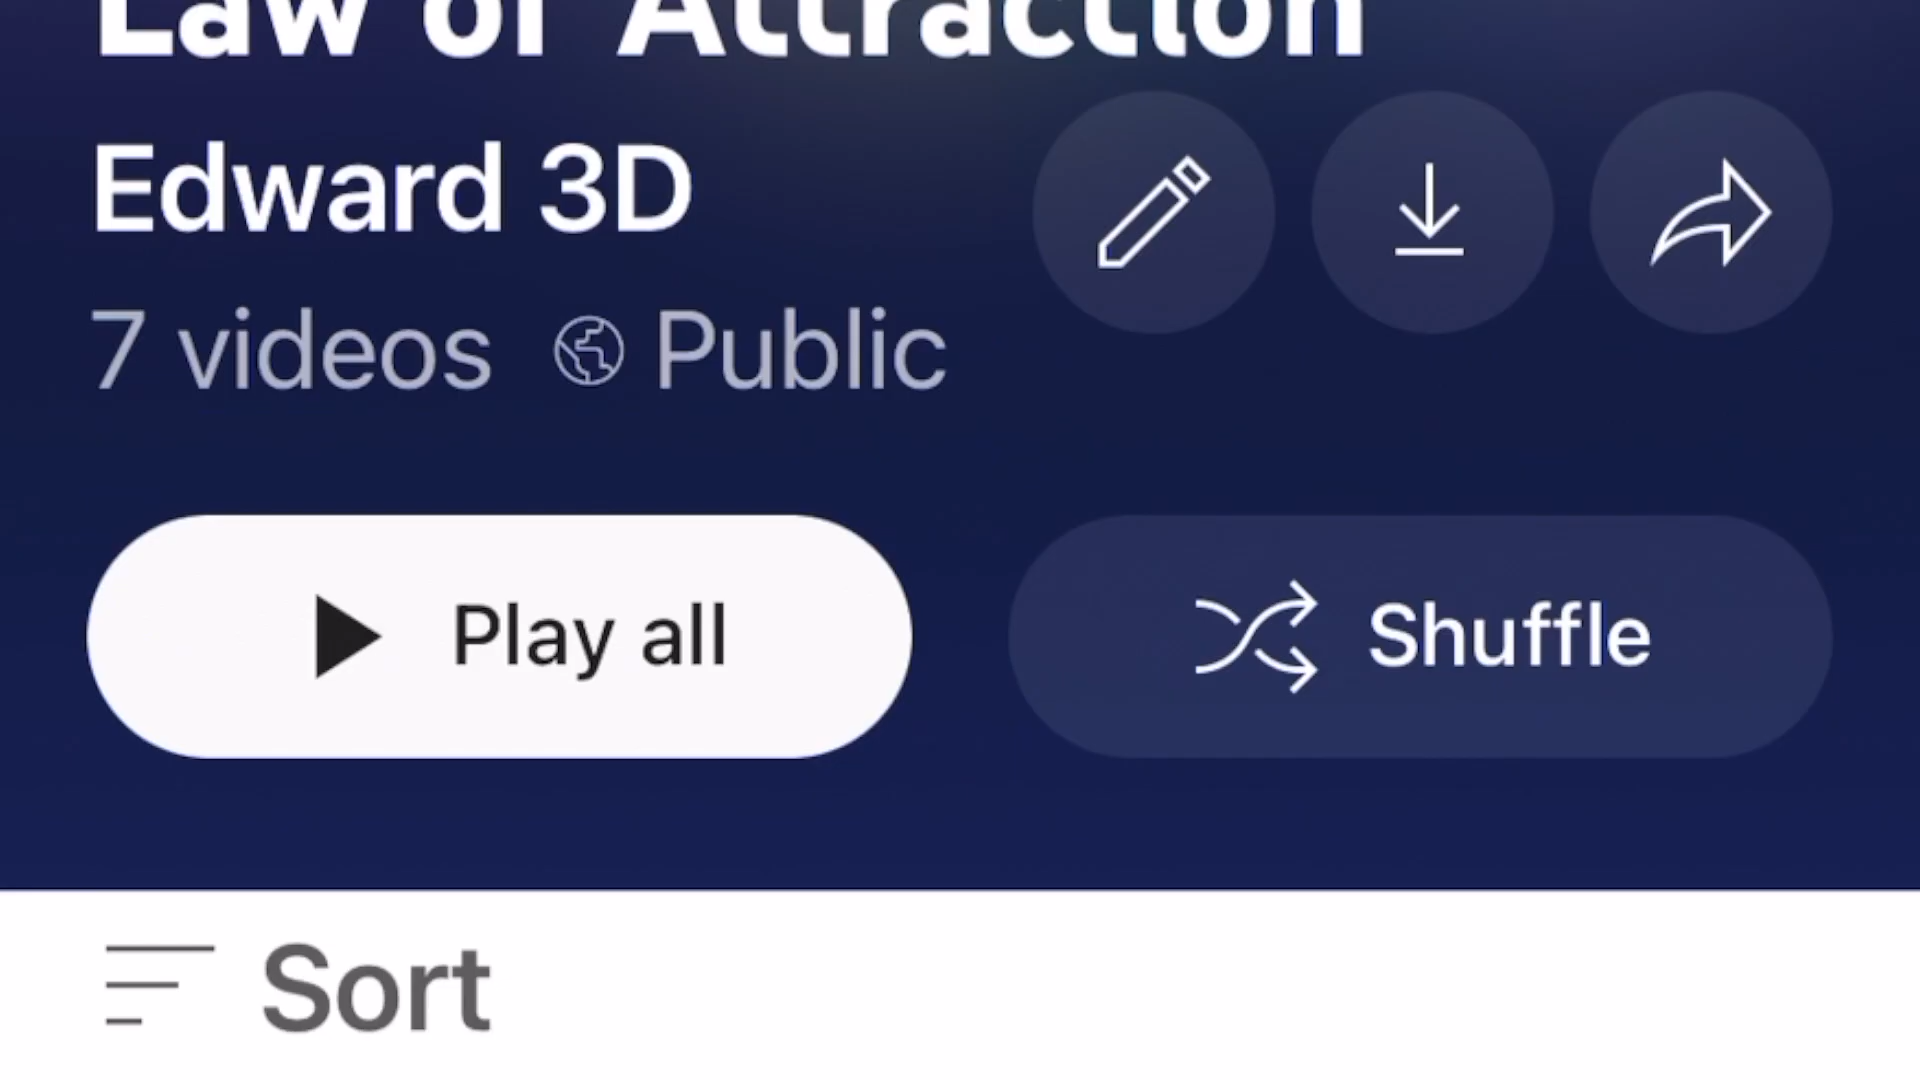 Law of Attraction
Edward 3D
7 videos Public
Play all
Shuffle
Sort